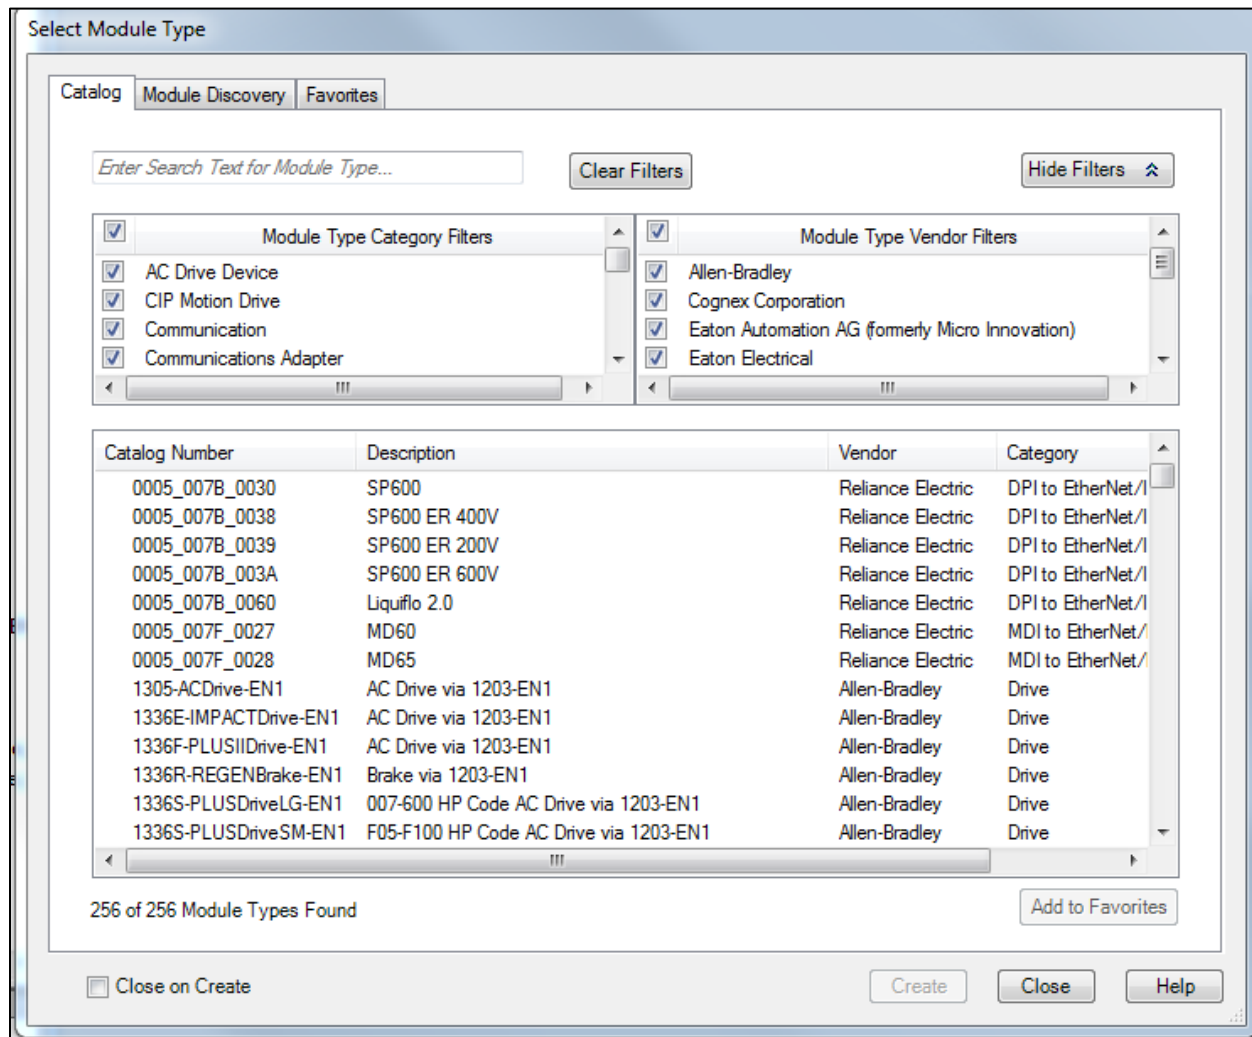 Select Module Type
Catalog Module Discovery Favorites
Enter Search Text for Module Type... Clear Filters Hide Filters
Module Type Category Filters Module Type Vendor Filters
AC Drive Device Allen-Bradley
CIP Motion Drive Cognex Corporation
Communication Eaton Automation AG (formerly Micro Innovation)
Communications Adapter Eaton Electrical
Catalog Number Description Vendor Category
0005_007B_0030 SP600 Reliance Electric DPI to EtherNet/I
0005_007B_0038 SP600 ER 400V Reliance Electric DPI to EtherNet/I
0005_007B_0039 SP600 ER 200V Reliance Electric DPI to EtherNet/I
0005_007B_003A SP600 ER 600V Reliance Electric DPI to EtherNet/I
0005_007B_0060 Liquiflo 2.0 Reliance Electric DPI to EtherNet/I
0005_007F_0027 MD60 Reliance Electric MDI to EtherNet/
0005_007F_0028 MD65 Reliance Electric MDI to EtherNet/
1305-ACDrive-EN1 AC Drive via 1203-EN1 Allen-Bradley Drive
1336E-IMPACTDrive-EN1 AC Drive via 1203-EN1 Allen-Bradley Drive
1336F-PLUSIIDrive-EN1 AC Drive via 1203-EN1 Allen-Bradley Drive
1336R-REGENBrake-EN1 Brake via 1203-EN1 Allen-Bradley Drive
1336S-PLUSDriveLG-EN1 007-600 HP Code AC Drive via 1203-EN1 Allen-Bradley Drive
1336S-PLUSDriveSM-EN1 F05-F100 HP Code AC Drive via 1203-EN1 Allen-Bradley Drive
256 of 256 Module Types Found Add to Favorites
Close on Create Create Close Help